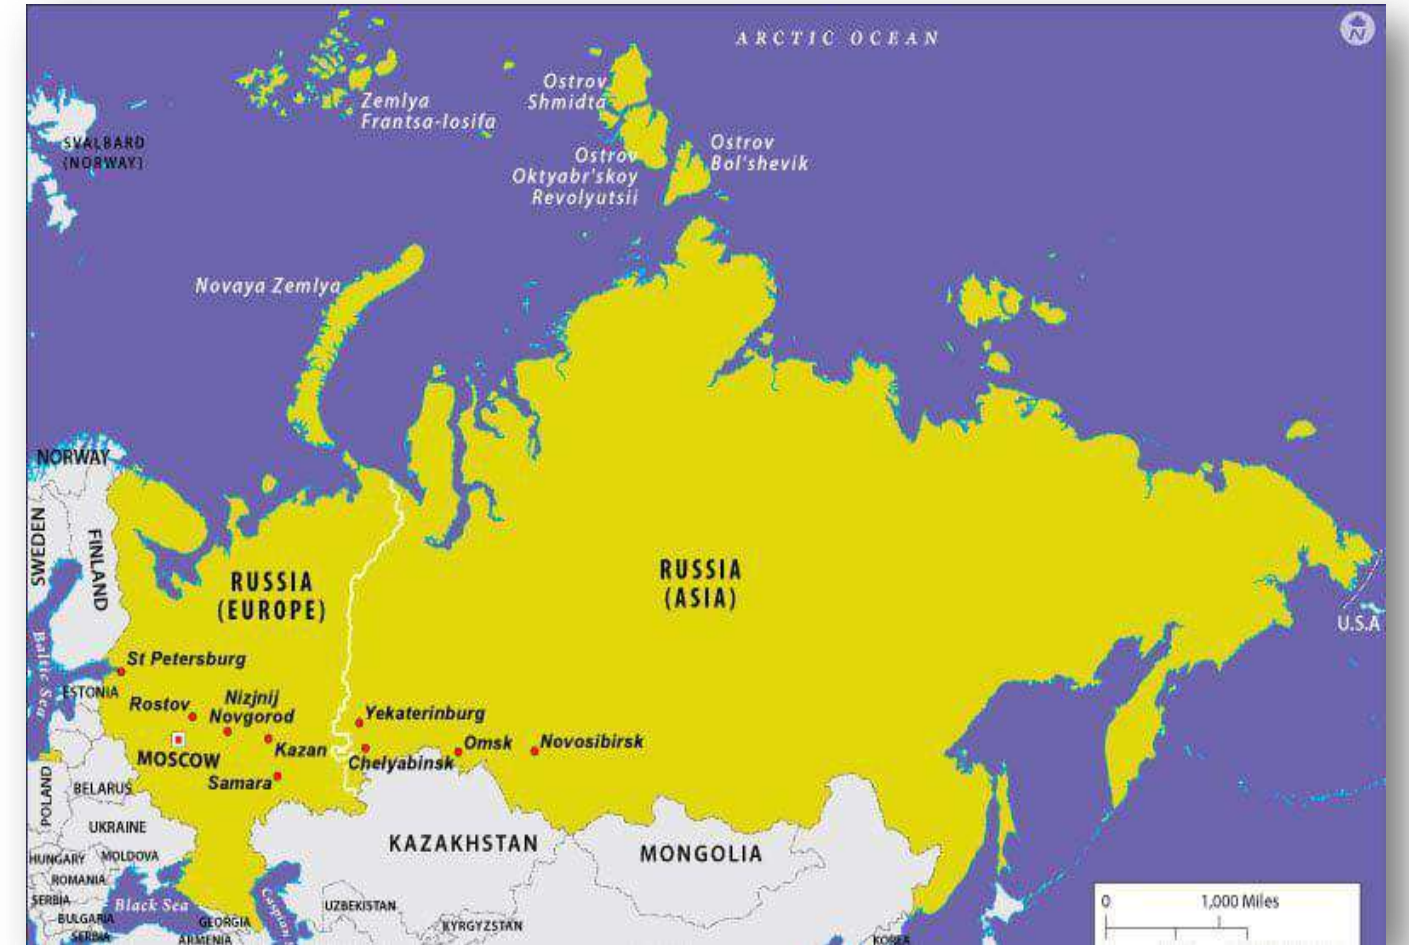 ARCTIC OCEAN
N
Ostrov
Shmidta
Zemlya
Frantsa-Iosifa
SVALBARD
(NORWAY)
Ostrov
Bol'shevik
Ostrov
Oktyabr'skoy
Revolyutsii
Novaya Zemlya
NORWAY
SWEDEN
FINLAND
RUSSIA
(EUROPE)
RUSSIA
(ASIA)
U.S.A
Baltic Sea
St Petersburg
ESTONIA
Rostov
Nizjnij
Novgorod
Yekaterinburg
MOSCOW
Kazan
Omsk
Novosibirsk
Chelyabinsk
Samara
POLAND
BELARUS
UKRAINE
KAZAKHSTAN
MONGOLIA
HUNGARY
MOLDOVA
ROMANIA
SERBIA
Black Sea
Caspian
UZBEKISTAN
BULGARIA
GEORGIA
KYRGYZSTAN
SERBIA
ARMENIA
KOREA
0 1,000 Miles